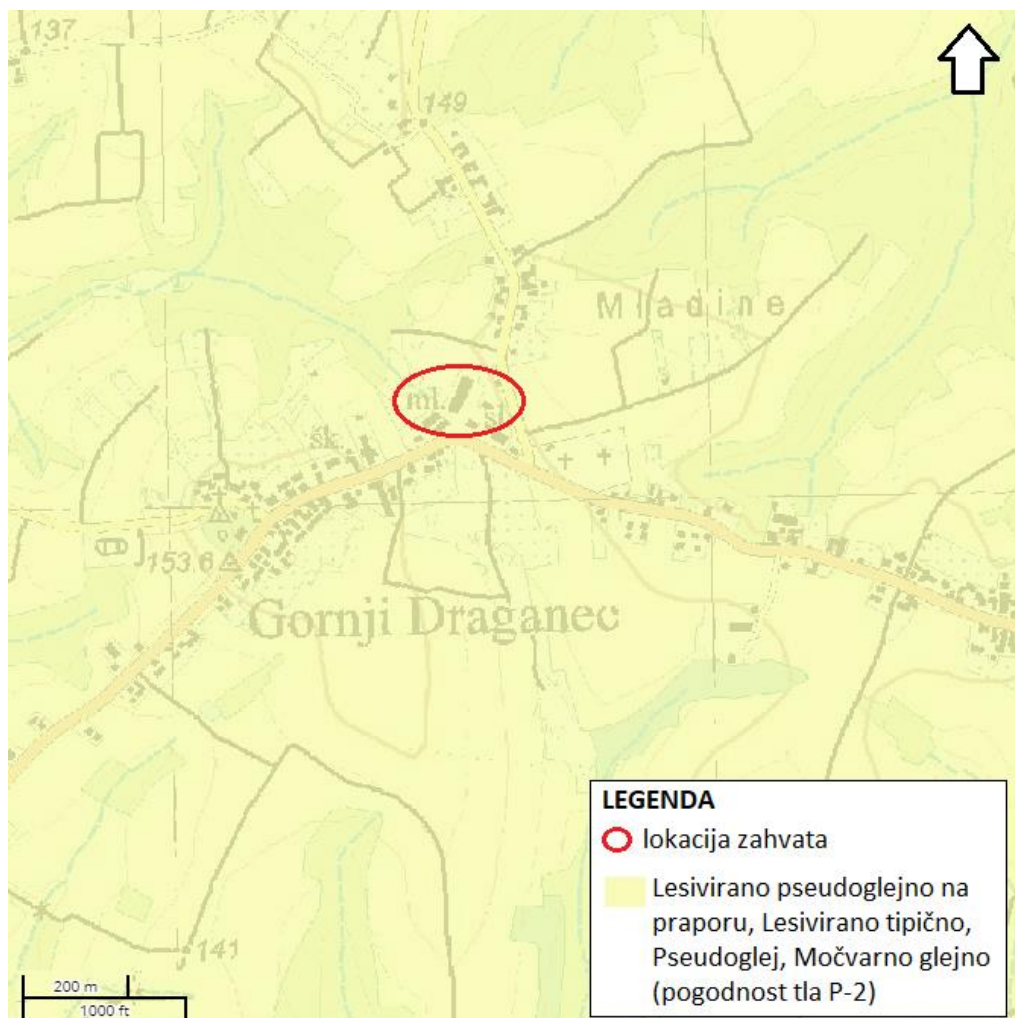 137
149
Mladine
ml.
st.
šk.
153 6
Gornji Draganec
141
LEGENDA
lokacija zahvata
Lesivirano pseudoglejno na
praporu, Lesivirano tipično,
Pseudoglej, Močvarno glejno
(pogodnost tla P-2)
200 m
1000 ft